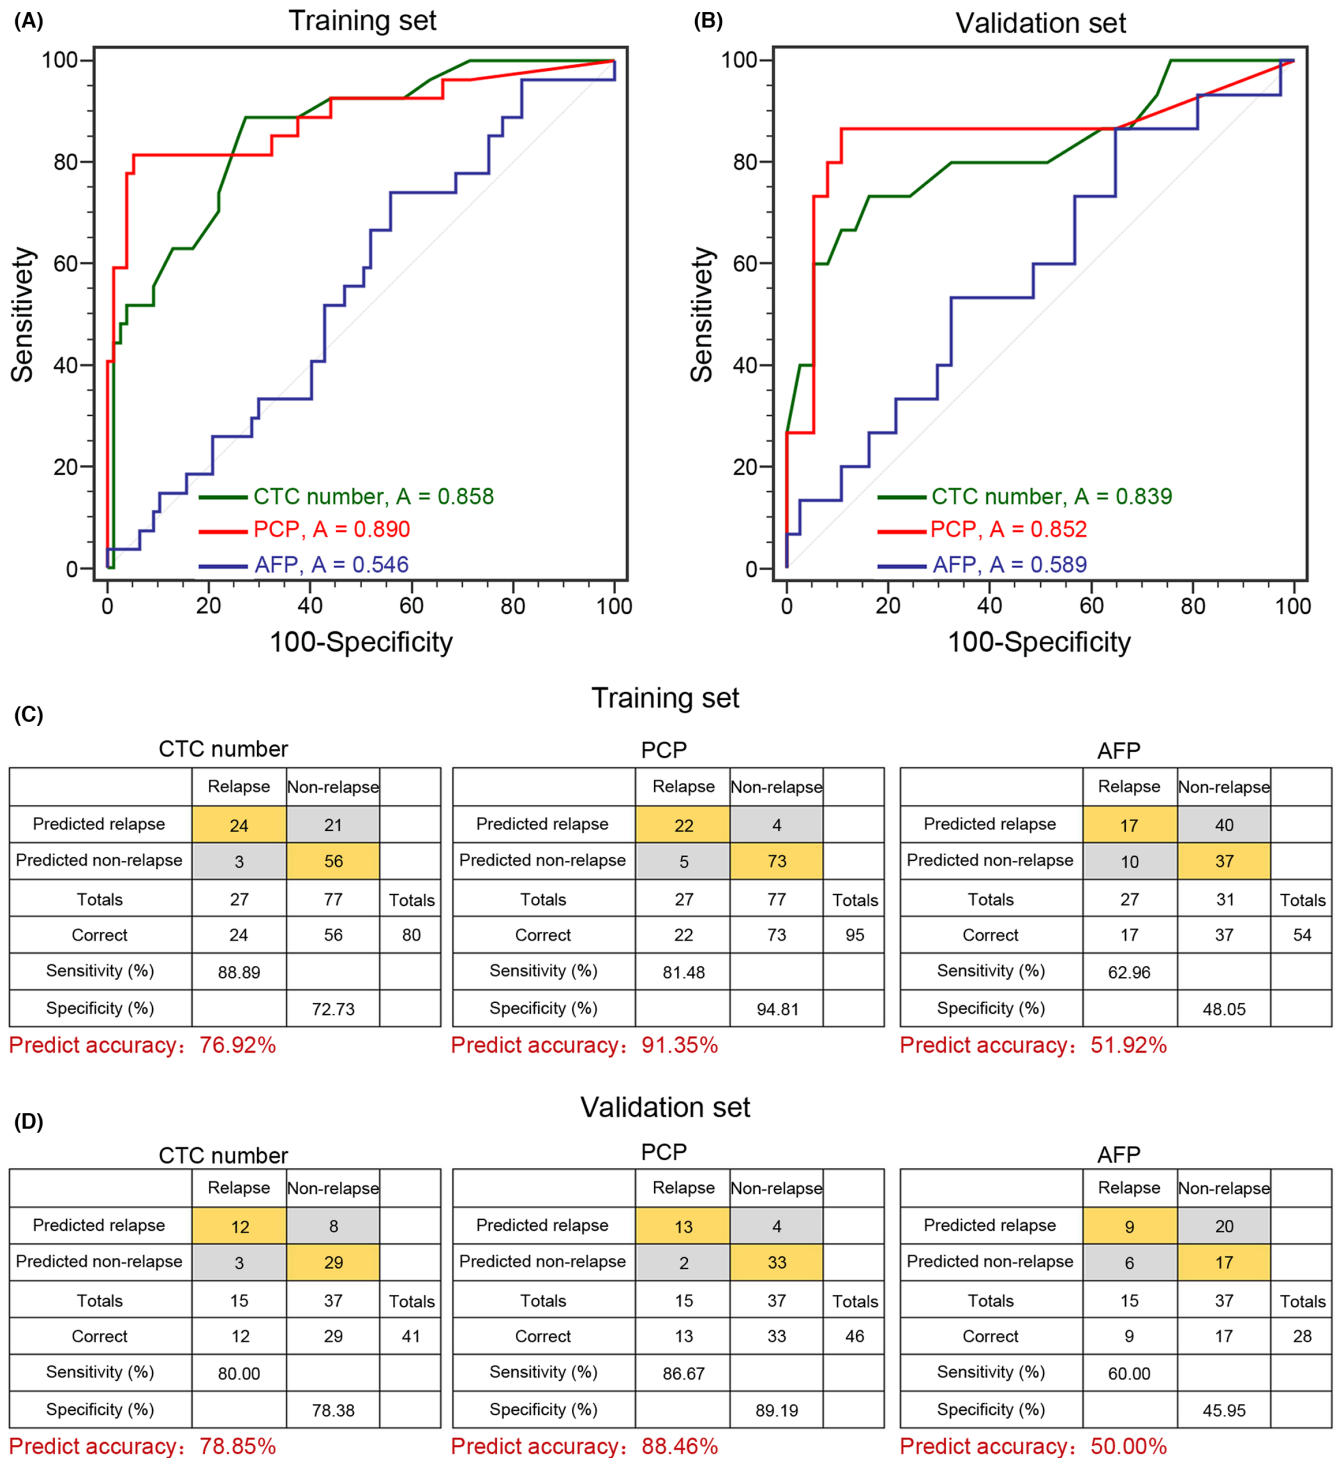 (A)
Training set
100
80
60
40
20
0
Sensitivety
CTC number, A = 0.858
PCP, A = 0.890
AFP, A = 0.546
0 20 40 60 80 100
100-Specificity
(B)
Validation set
100
80
60
40
20
0
Sensitivety
CTC number, A = 0.839
PCP, A = 0.852
AFP, A = 0.589
0 20 40 60 80 100
100-Specificity
(C)
Training set
CTC number
Relapse Non-relapse
Predicted relapse 24 21
Predicted non-relapse 3 56
Totals 27 77 Totals
Correct 24 56 80
Sensitivity (%) 88.89
Specificity (%) 72.73
Predict accuracy：76.92%
PCP
Relapse Non-relapse
Predicted relapse 22 4
Predicted non-relapse 5 73
Totals 27 77 Totals
Correct 22 73 95
Sensitivity (%) 81.48
Specificity (%) 94.81
Predict accuracy：91.35%
AFP
Relapse Non-relapse
Predicted relapse 17 40
Predicted non-relapse 10 37
Totals 27 31 Totals
Correct 17 37 54
Sensitivity (%) 62.96
Specificity (%) 48.05
Predict accuracy：51.92%
(D)
Validation set
CTC number
Relapse Non-relapse
Predicted relapse 12 8
Predicted non-relapse 3 29
Totals 15 37 Totals
Correct 12 29 41
Sensitivity (%) 80.00
Specificity (%) 78.38
Predict accuracy：78.85%
PCP
Relapse Non-relapse
Predicted relapse 13 4
Predicted non-relapse 2 33
Totals 15 37 Totals
Correct 13 33 46
Sensitivity (%) 86.67
Specificity (%) 89.19
Predict accuracy：88.46%
AFP
Relapse Non-relapse
Predicted relapse 9 20
Predicted non-relapse 6 17
Totals 15 37 Totals
Correct 9 17 28
Sensitivity (%) 60.00
Specificity (%) 45.95
Predict accuracy：50.00%